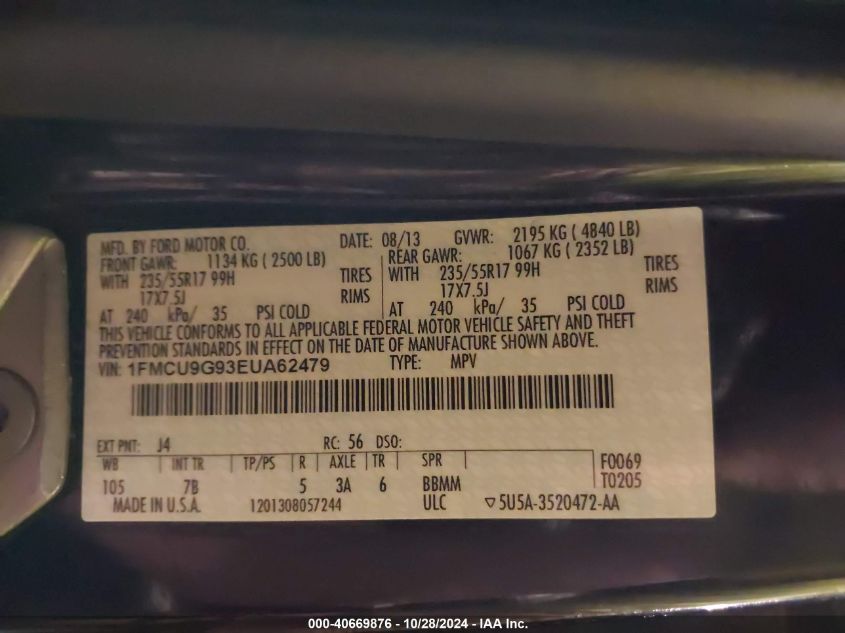 MFD. BY FORD MOTOR CO. DATE: 08/13 GVWR: 2195 KG ( 4840 LB)
FRONT GAWR: 1134 KG ( 2500 LB) REAR GAWR: 1067 KG ( 2352 LB)
WITH 235/55R17 99H TIRES WITH 235/55R17 99H TIRES
17X7.5J RIMS 17X7.5J RIMS
AT 240 kPa/ 35 PSI COLD AT 240 kPa/ 35 PSI COLD
THIS VEHICLE CONFORMS TO ALL APPLICABLE FEDERAL MOTOR VEHICLE SAFETY AND THEFT
PREVENTION STANDARDS IN EFFECT ON THE DATE OF MANUFACTURE SHOWN ABOVE.
VIN: 1FMCU9G93EUA62479 TYPE: MPV
EXT PNT: J4 RC: 56 DSO:
WB INT TR TP/PS R AXLE TR SPR F0069
105 7B 5 3A 6 BBMM T0205
MADE IN U.S.A. 1201308057244 ULC ▽5U5A-3520472-AA
000-40669876 - 10/28/2024 - IAA Inc.